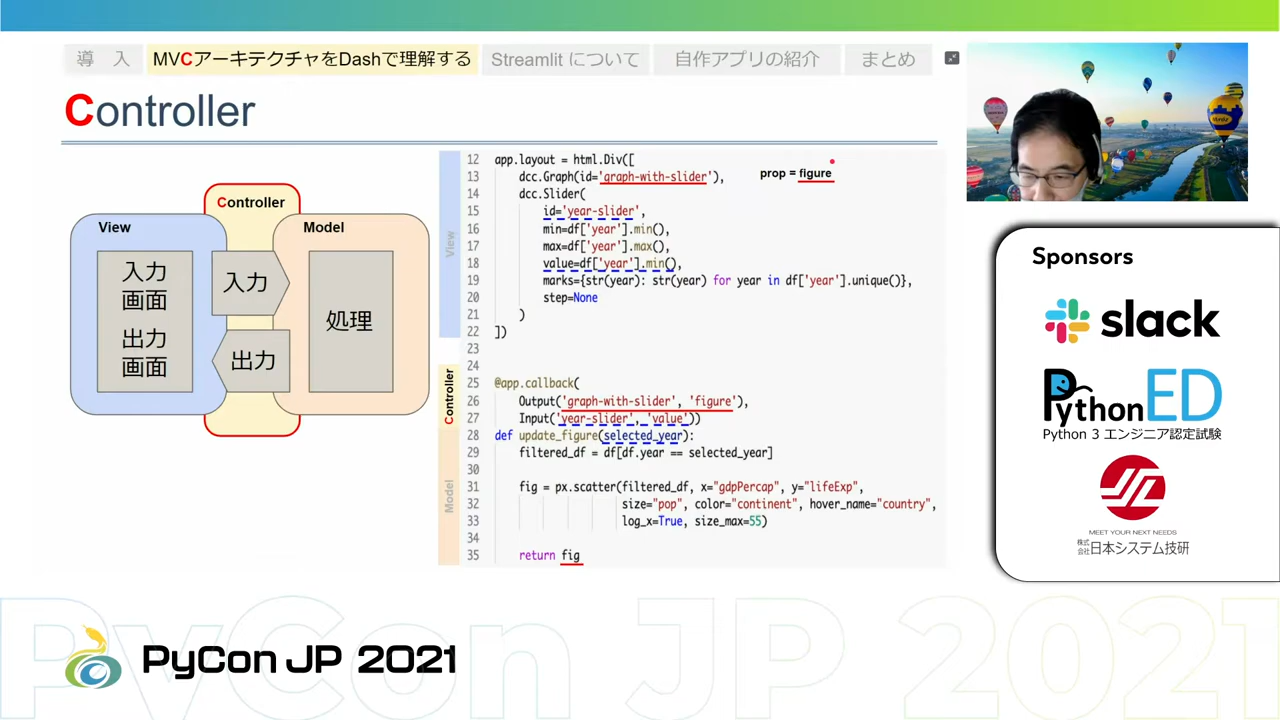 導 入
MVCアーキテクチャをDashで理解する
Streamlit について
自作アプリの紹介
まとめ
Controller
Controller
View
Model
入力
画面
出力
画面
入力
出力
処理
View
Controller
Model
12 app.layout = html.Div([
13 dcc.Graph(id='graph-with-slider'),
14 dcc.Slider(
15 id='year-slider',
16 min=df['year'].min(),
17 max=df['year'].max(),
18 value=df['year'].min(),
19 marks={str(year): str(year) for year in df['year'].unique()},
20 step=None
21 )
22 ])
23
24
25 @app.callback(
26 Output('graph-with-slider', 'figure'),
27 Input('year-slider', 'value'))
28 def update_figure(selected_year):
29 filtered_df = df[df.year == selected_year]
30
31 fig = px.scatter(filtered_df, x="gdpPercap", y="lifeExp",
32 size="pop", color="continent", hover_name="country",
33 log_x=True, size_max=55)
34
35 return fig
prop = figure
Sponsors
slack
PythonED
Python 3 エンジニア認定試験
MEET YOUR NEXT NEEDS
株式会社日本システム技研
PyCon JP 2021
PyCon JP 2021